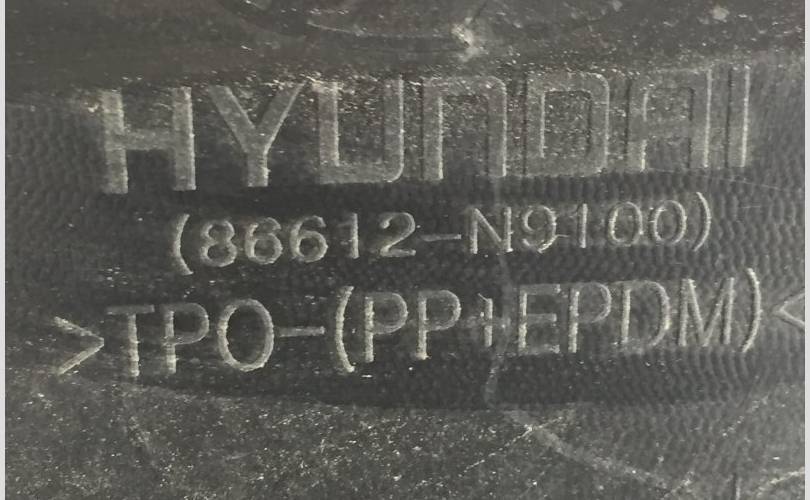 HYUNDAI
(86612-N9100)
>TPO-(PP+EPDM)<